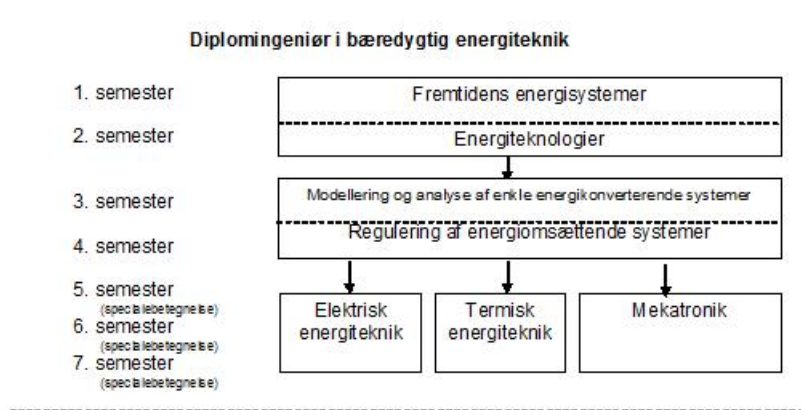 Diplomingeniør i bæredygtig energiteknik
1. semester
Fremtidens energisystemer
2. semester
Energiteknologier
3. semester
Modellering og analyse af enkle energikonverterende systemer
4. semester
Regulering af energiomsættende systemer
5. semester
(specialebetegnelse)
6. semester
(specialebetegnelse)
7. semester
(specialebetegnelse)
Elektrisk
energiteknik
Termisk
energiteknik
Mekatronik